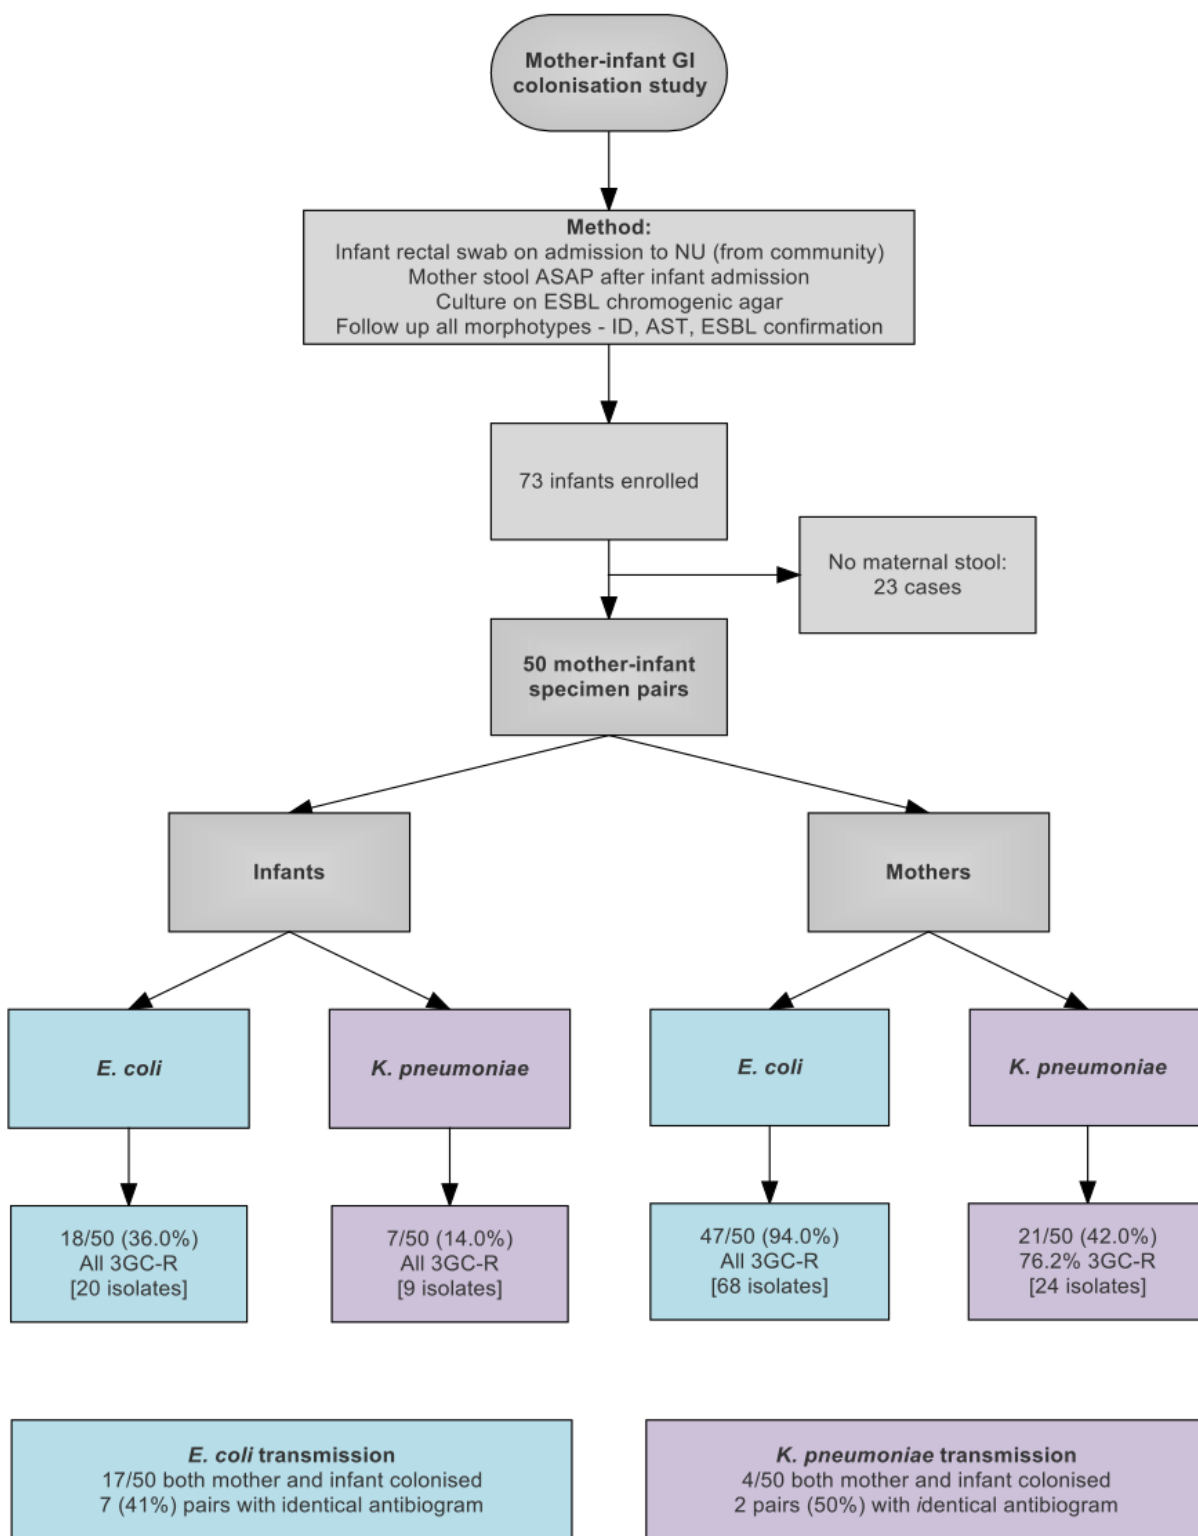 Mother-infant GI
colonisation study
Method:
Infant rectal swab on admission to NU (from community)
Mother stool ASAP after infant admission
Culture on ESBL chromogenic agar
Follow up all morphotypes - ID, AST, ESBL confirmation
73 infants enrolled
No maternal stool:
23 cases
50 mother-infant
specimen pairs
Infants
Mothers
E. coli
K. pneumoniae
E. coli
K. pneumoniae
18/50 (36.0%)
All 3GC-R
[20 isolates]
7/50 (14.0%)
All 3GC-R
[9 isolates]
47/50 (94.0%)
All 3GC-R
[68 isolates]
21/50 (42.0%)
76.2% 3GC-R
[24 isolates]
E. coli transmission
17/50 both mother and infant colonised
7 (41%) pairs with identical antibiogram
K. pneumoniae transmission
4/50 both mother and infant colonised
2 pairs (50%) with identical antibiogram